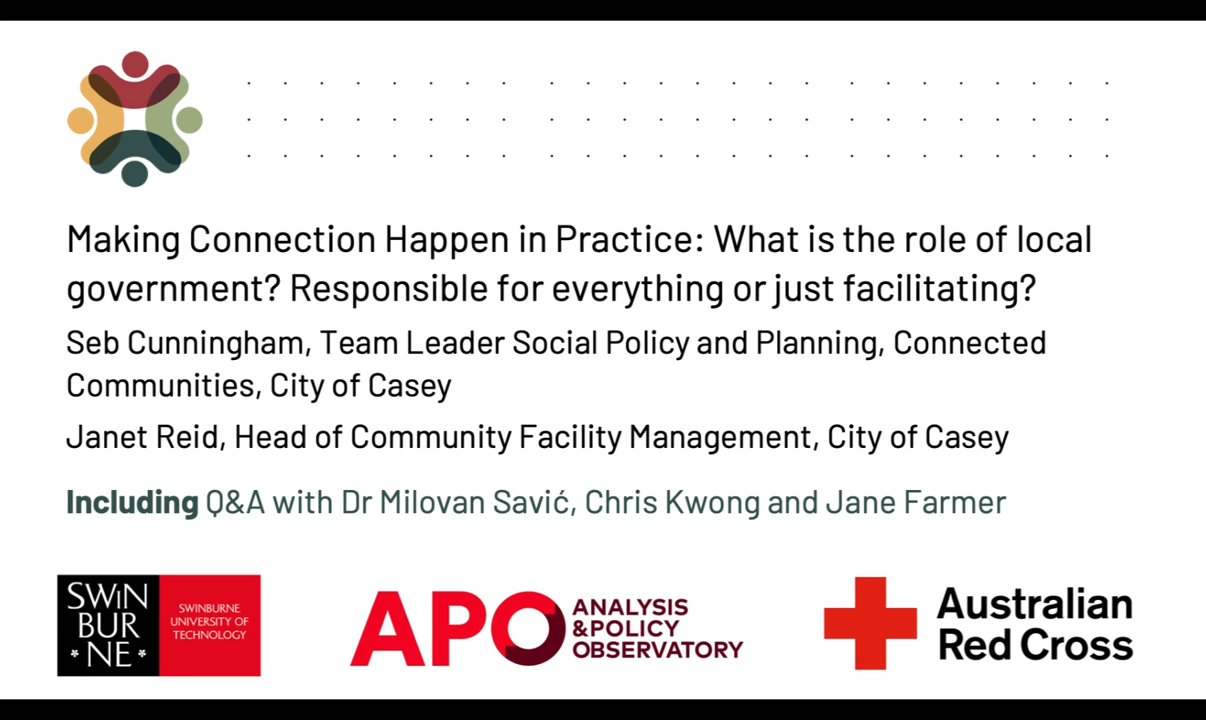 Making Connection Happen in Practice: What is the role of local
government? Responsible for everything or just facilitating?
Seb Cunningham, Team Leader Social Policy and Planning, Connected
Communities, City of Casey
Janet Reid, Head of Community Facility Management, City of Casey
Including Q&A with Dr Milovan Savić, Chris Kwong and Jane Farmer
SWIN
BUR
*NE*
SWINBURNE
UNIVERSITY OF
TECHNOLOGY
APO
ANALYSIS
&POLICY
OBSERVATORY
Australian
Red Cross